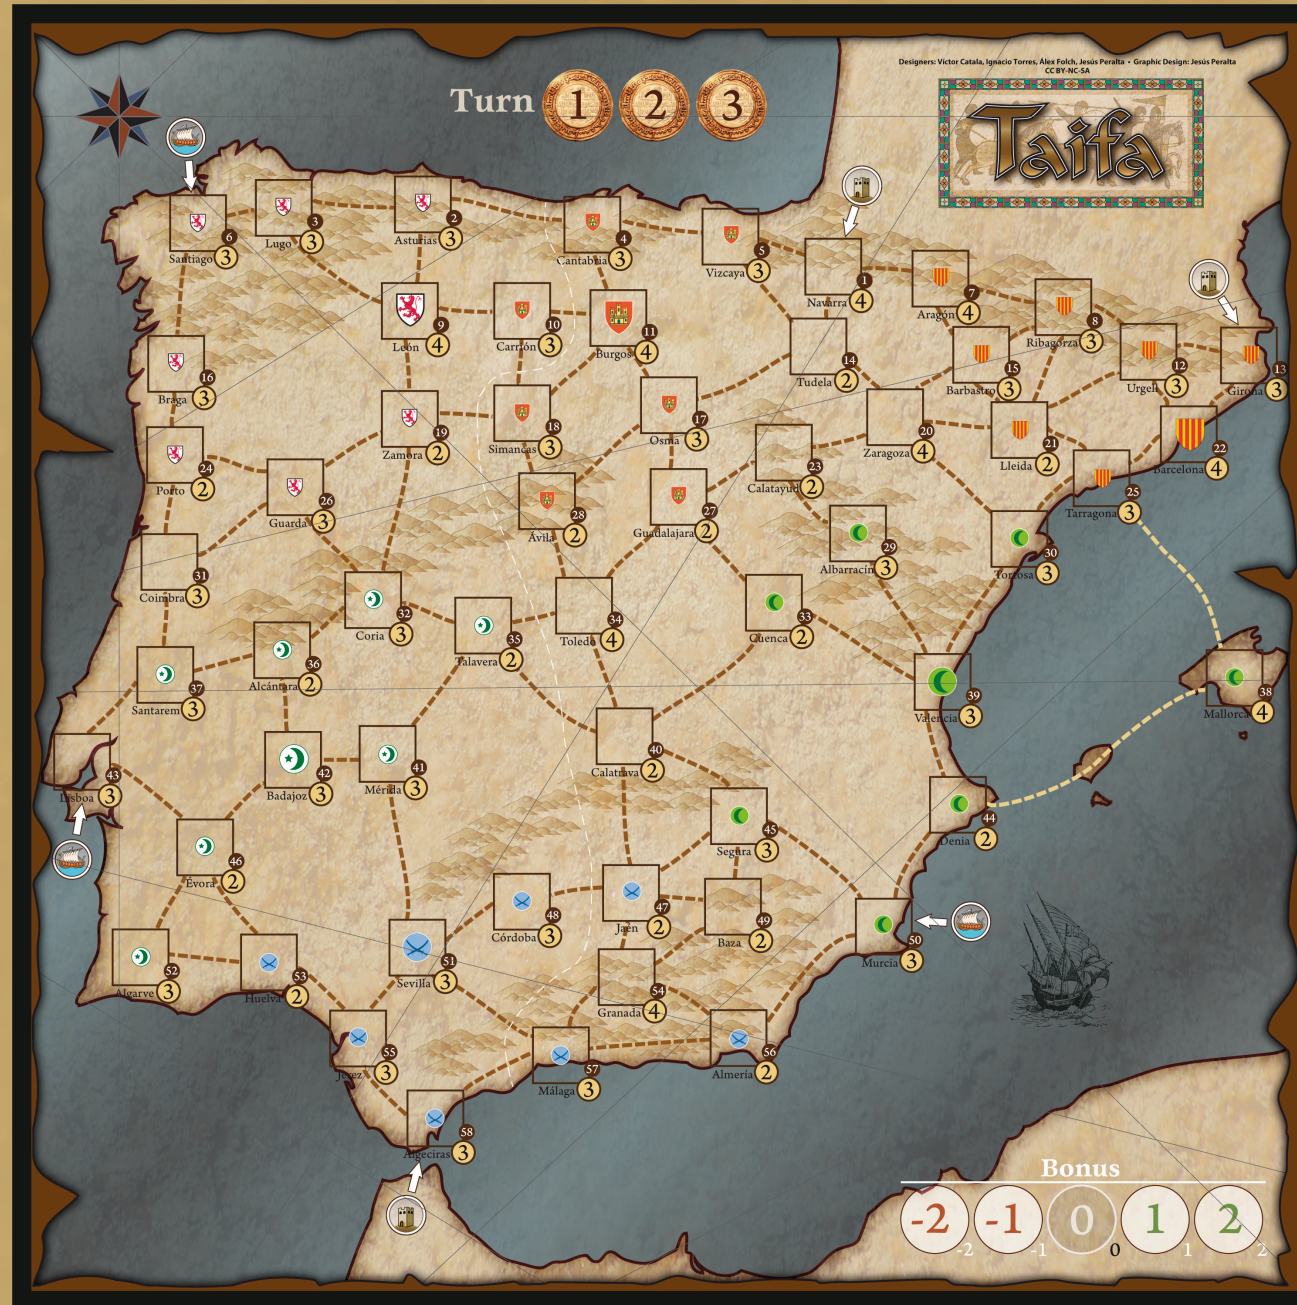 Designers: Víctor Catala, Ignacio Torres, Álex Folch, Jesús Peralta • Graphic Design: Jesús Peralta
CC BY-NC-SA
Turn 1 2 3
Taifa
Santiago 6 3
Lugo 3 3
Asturias 2 3
Cantabria 4 3
Vizcaya 5 3
Navarra 1 4
Aragón 7 4
Ribagorza 8 3
León 9 4
Carrión 10 3
Burgos 11 4
Urgell 12 3
Girona 13 3
Tudela 14 2
Barbastro 15 3
Braga 16 3
Osma 17 3
Simancas 18 3
Zamora 19 2
Zaragoza 20 4
Lleida 21 2
Barcelona 22 4
Calatayud 23 2
Porto 24 2
Tarragona 25 3
Guarda 26 3
Guadalajara 27 2
Ávila 28 2
Albarracín 29 3
Tortosa 30 3
Coimbra 31 3
Coria 32 3
Cuenca 33 2
Toledo 34 4
Talavera 35 2
Alcántara 36 2
Santarem 37 3
Mallorca 38 4
Valencia 39 3
Calatrava 40 2
Mérida 41 3
Badajoz 42 3
Lisboa 43 3
Denia 44 2
Segura 45 3
Évora 46 2
Jaén 47 2
Córdoba 48 3
Baza 49 2
Murcia 50 3
Sevilla 51 3
Algarve 52 3
Huelva 53 2
Granada 54 4
Jerez 55 3
Almería 56 2
Málaga 57 3
Algeciras 58 3
Bonus
-2 -1 0 1 2
-2 -1 0 1 2